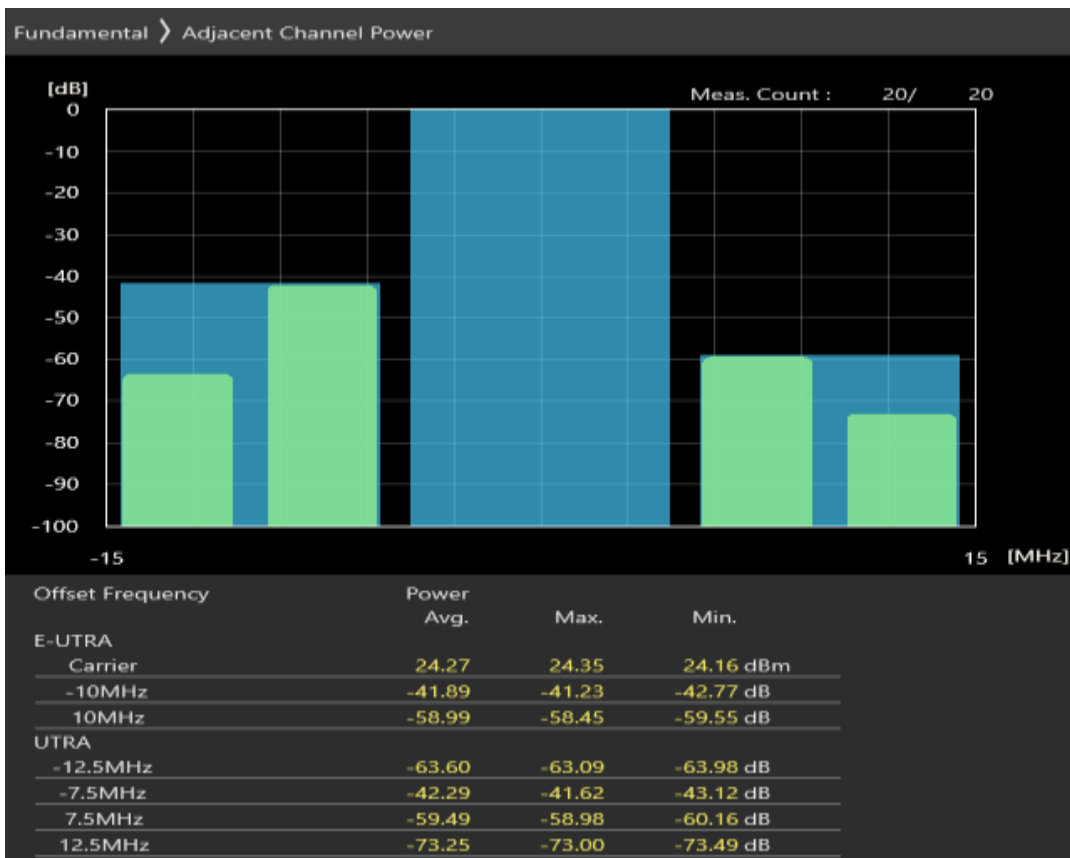 Fundamental 〉 Adjacent Channel Power
[dB]
Meas. Count : 20/ 20
0
-10
-20
-30
-40
-50
-60
-70
-80
-90
-100
-15 15 [MHz]
Offset Frequency Power
Avg. Max. Min.
E-UTRA
Carrier 24.27 24.35 24.16 dBm
-10MHz -41.89 -41.23 -42.77 dB
10MHz -58.99 -58.45 -59.55 dB
UTRA
-12.5MHz -63.60 -63.09 -63.98 dB
-7.5MHz -42.29 -41.62 -43.12 dB
7.5MHz -59.49 -58.98 -60.16 dB
12.5MHz -73.25 -73.00 -73.49 dB